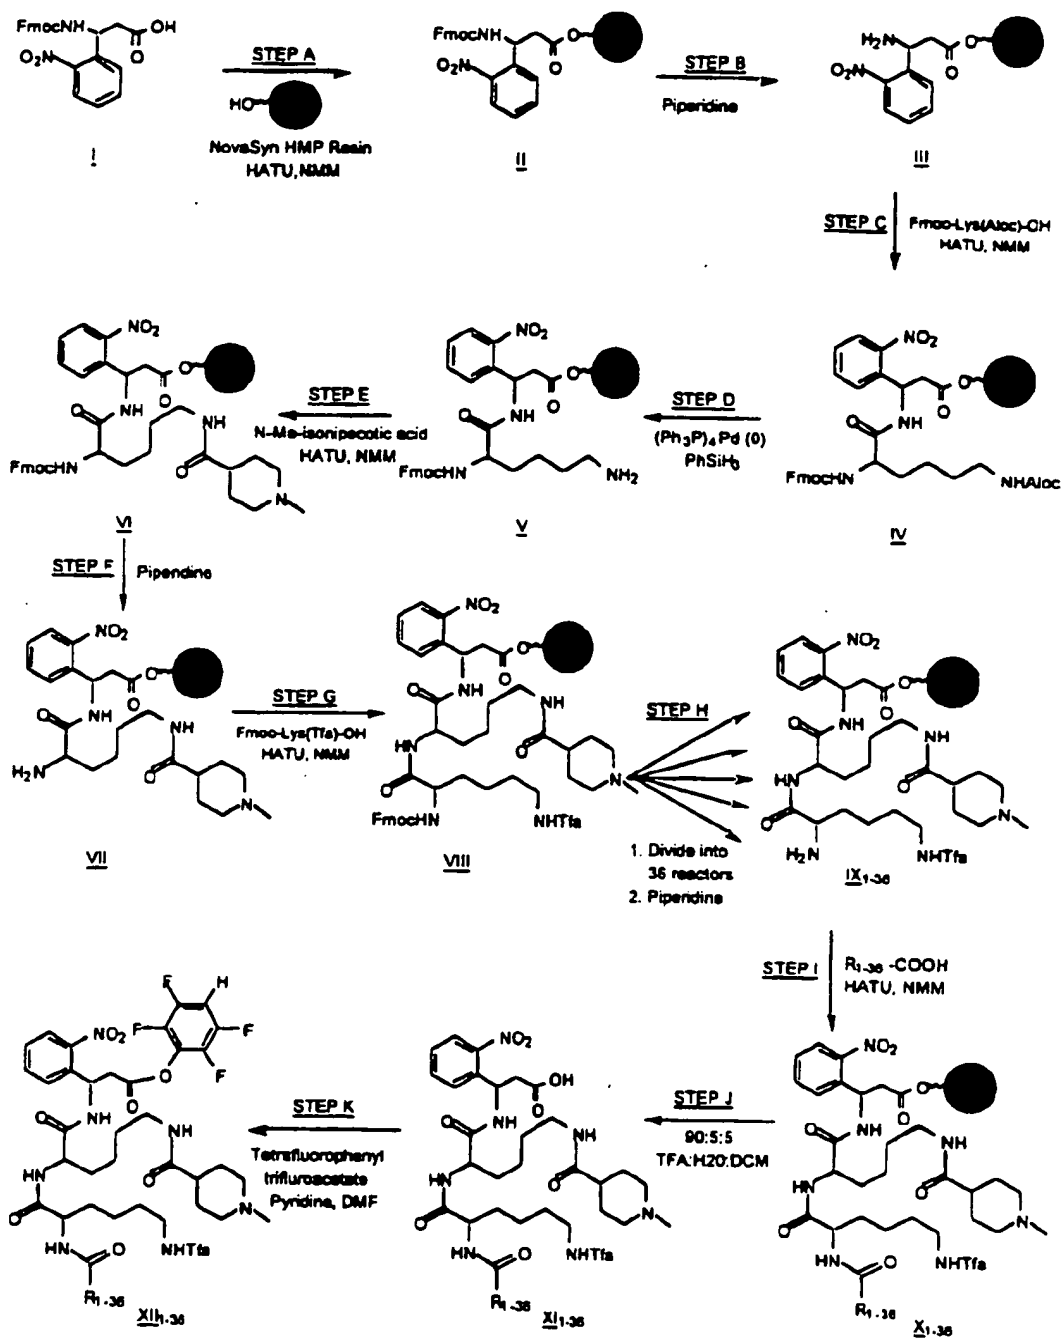 FmocNH
OH
O
O₂N
I
STEP A
HO
NovaSyn HMP Resin
HATU, NMM
FmocNH
O
O
O₂N
II
STEP B
Piperidine
H₂N
O
O
O₂N
III
STEP C
Fmoc-Lys(Aloc)-OH
HATU, NMM
NO₂
O
O
O
NH
FmocHN
NHAloc
IV
STEP D
(Ph₃P)₄Pd (0)
PhSiH₃
NO₂
O
O
O
NH
FmocHN
NH₂
V
STEP E
N-Me-isonipecotic acid
HATU, NMM
NO₂
O
O
O
NH
NH
FmocHN
O
N
VI
STEP F
Piperidine
NO₂
O
O
O
NH
NH
H₂N
O
N
VII
STEP G
Fmoc-Lys(Tfa)-OH
HATU, NMM
NO₂
O
O
O
NH
NH
HN
O
O
N
FmocHN
NHTfa
VIII
STEP H
1. Divide into
36 reactors
2. Piperidine
NO₂
O
O
O
NH
NH
HN
O
O
N
H₂N
NHTfa
IX₁₋₃₆
STEP I
R₁₋₃₆-COOH
HATU, NMM
NO₂
O
O
O
NH
NH
HN
O
O
N
HN
O
NHTfa
R₁₋₃₆
X₁₋₃₆
STEP J
90:5:5
TFA:H20:DCM
NO₂
OH
O
O
NH
NH
HN
O
O
N
HN
O
NHTfa
R₁₋₃₆
XI₁₋₃₆
STEP K
Tetrafluorophenyl
trifluroacetate
Pyridine, DMF
F
H
F
F
F
NO₂
O
O
O
NH
NH
HN
O
O
N
HN
O
NHTfa
R₁₋₃₆
XII₁₋₃₆